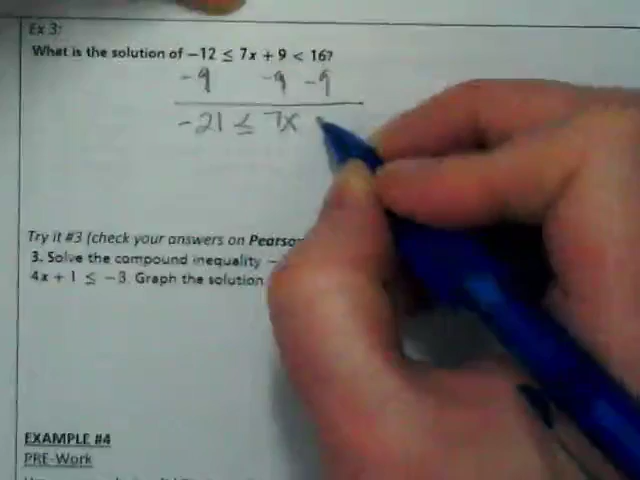 Ex 3:
What is the solution of −12 ≤ 7x + 9 < 16?
-9 -9 -9
-21 ≤ 7x
Try it #3 (check your answers on Pearso
3. Solve the compound inequality −
4x + 1 ≤ −3. Graph the solution
EXAMPLE #4
PRE-Work